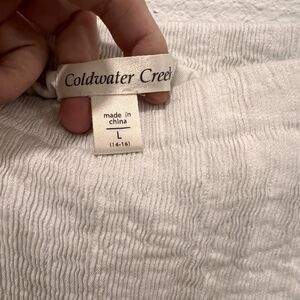 Coldwater Creek
made in
china
L
(14-16)